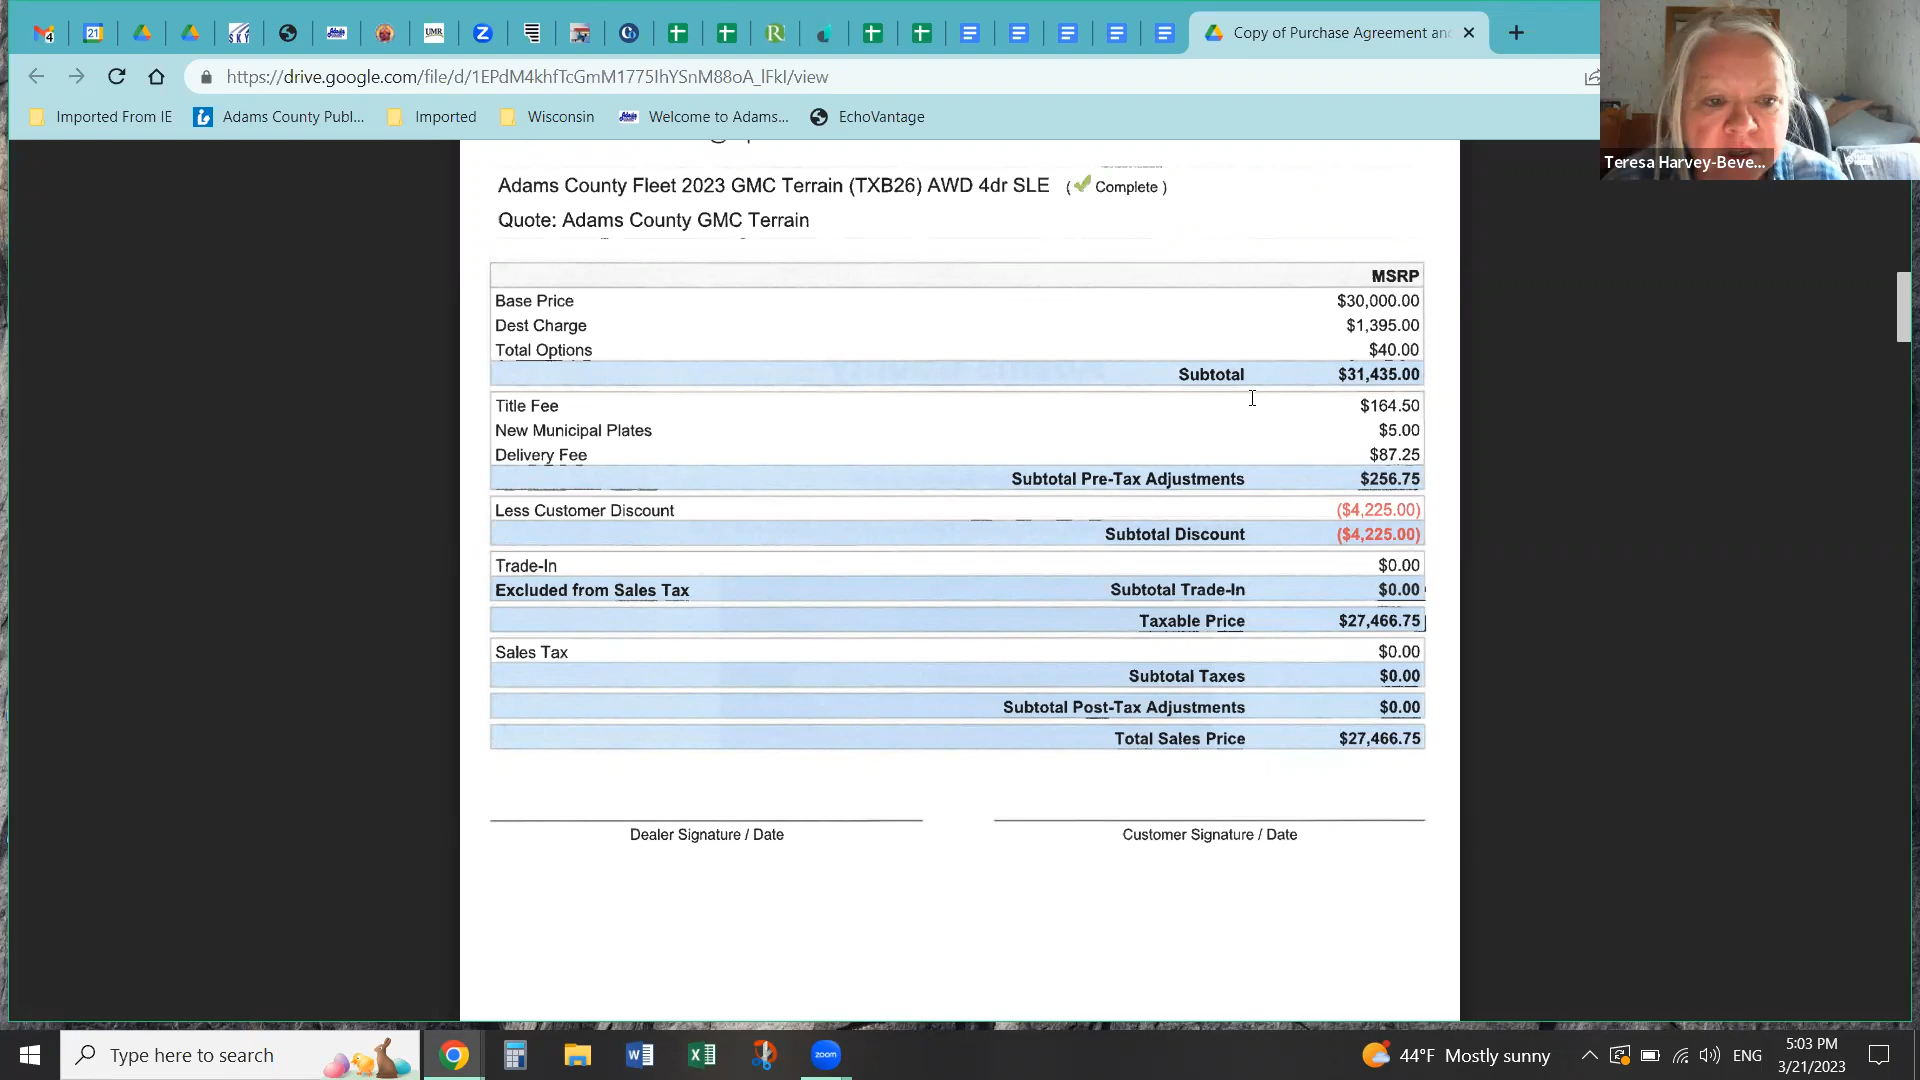 21
UMR
Copy of Purchase Agreement and
https://drive.google.com/file/d/1EPdM4khfTcGmM1775IhYSnM88oA_lFkI/view
Imported From IE
Adams County Publ...
Imported
Wisconsin
Welcome to Adams...
EchoVantage
Teresa Harvey-Beve...
Adams County Fleet 2023 GMC Terrain (TXB26) AWD 4dr SLE ( Complete )
Quote: Adams County GMC Terrain
MSRP
Base Price $30,000.00
Dest Charge $1,395.00
Total Options $40.00
Subtotal $31,435.00
Title Fee $164.50
New Municipal Plates $5.00
Delivery Fee $87.25
Subtotal Pre-Tax Adjustments $256.75
Less Customer Discount ($4,225.00)
Subtotal Discount ($4,225.00)
Trade-In $0.00
Excluded from Sales Tax Subtotal Trade-In $0.00
Taxable Price $27,466.75
Sales Tax $0.00
Subtotal Taxes $0.00
Subtotal Post-Tax Adjustments $0.00
Total Sales Price $27,466.75
Dealer Signature / Date Customer Signature / Date
Type here to search
zoom
44°F Mostly sunny
ENG
5:03 PM
3/21/2023